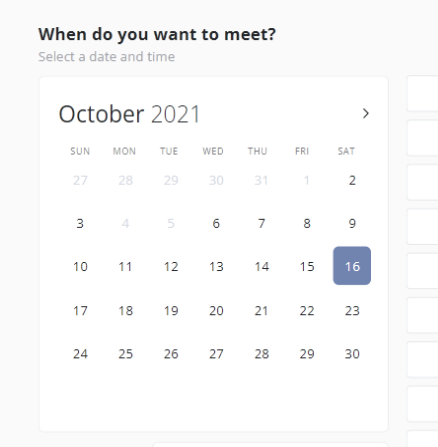 When do you want to meet?
Select a date and time
October 2021
SUN MON TUE WED THU FRI SAT
27 28 29 30 31 1 2
3 4 5 6 7 8 9
10 11 12 13 14 15 16
17 18 19 20 21 22 23
24 25 26 27 28 29 30